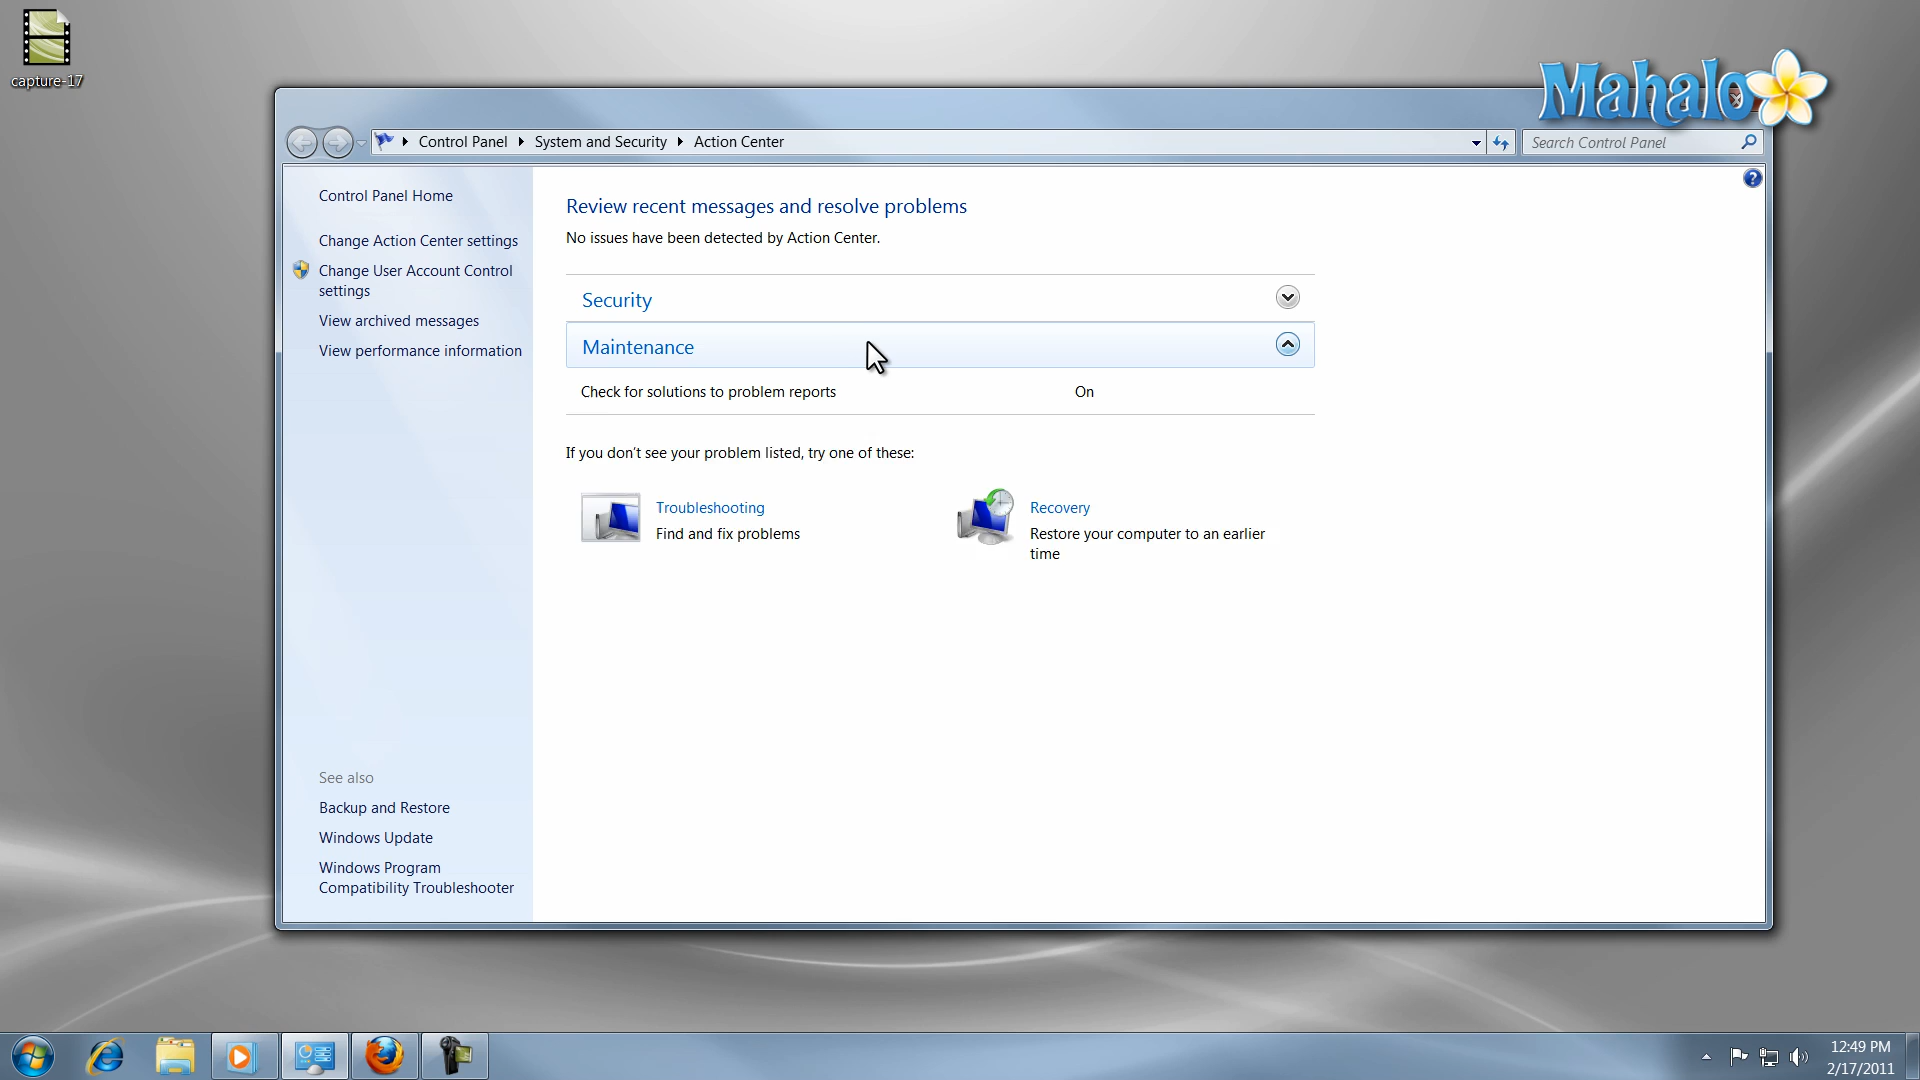 capture-17
Mahalo
Control Panel System and Security Action Center
Search Control Panel
Control Panel Home
Change Action Center settings
Change User Account Control
settings
View archived messages
View performance information
See also
Backup and Restore
Windows Update
Windows Program
Compatibility Troubleshooter
Review recent messages and resolve problems
No issues have been detected by Action Center.
Security
Maintenance
Check for solutions to problem reports On
If you don't see your problem listed, try one of these:
Troubleshooting
Find and fix problems
Recovery
Restore your computer to an earlier
time
12:49 PM
2/17/2011